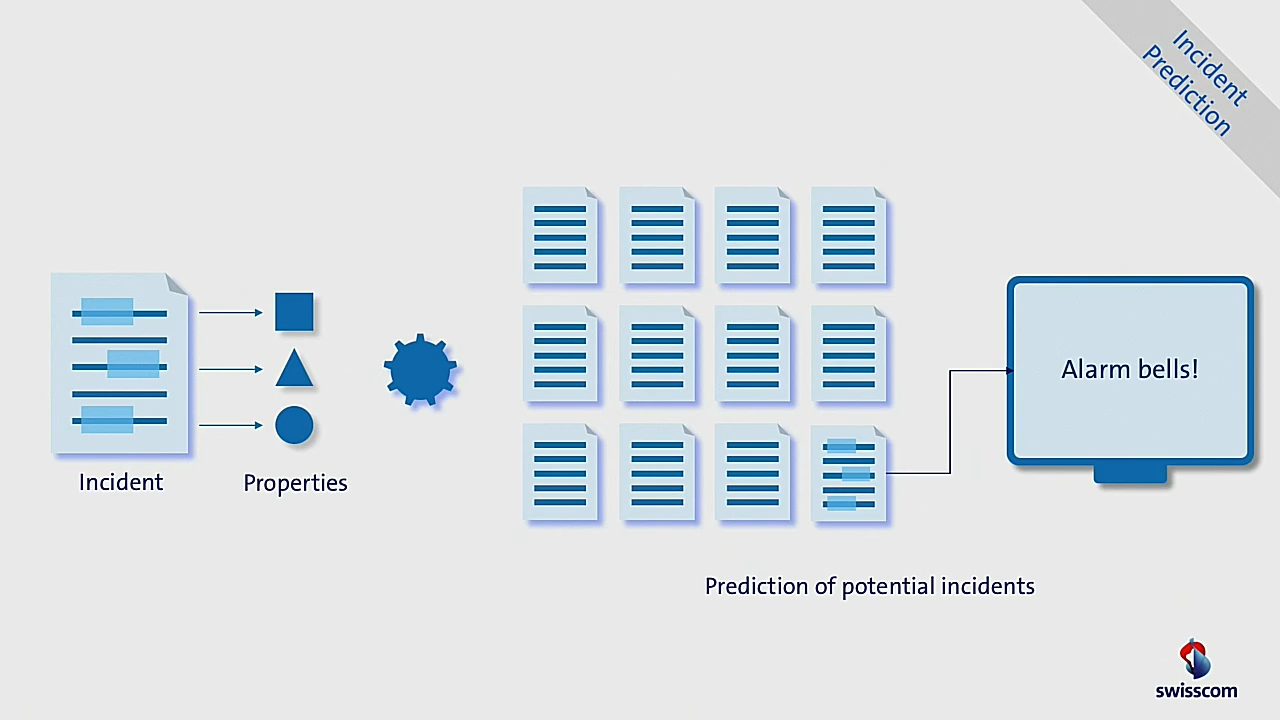 Incident
Prediction
Alarm bells!
Incident
Properties
Prediction of potential incidents
swisscom